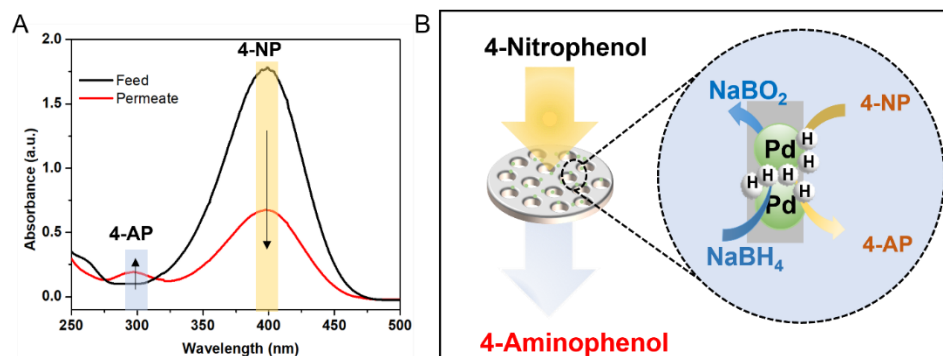 A
2.0
1.5
1.0
0.5
0.0
Absorbance (a.u.)
4-NP
Feed
Permeate
4-AP
250 300 350 400 450 500
Wavelength (nm)
B
4-Nitrophenol
4-Aminophenol
NaBO₂
4-NP
Pd
H
H
H
H
H
H
Pd
NaBH₄
4-AP